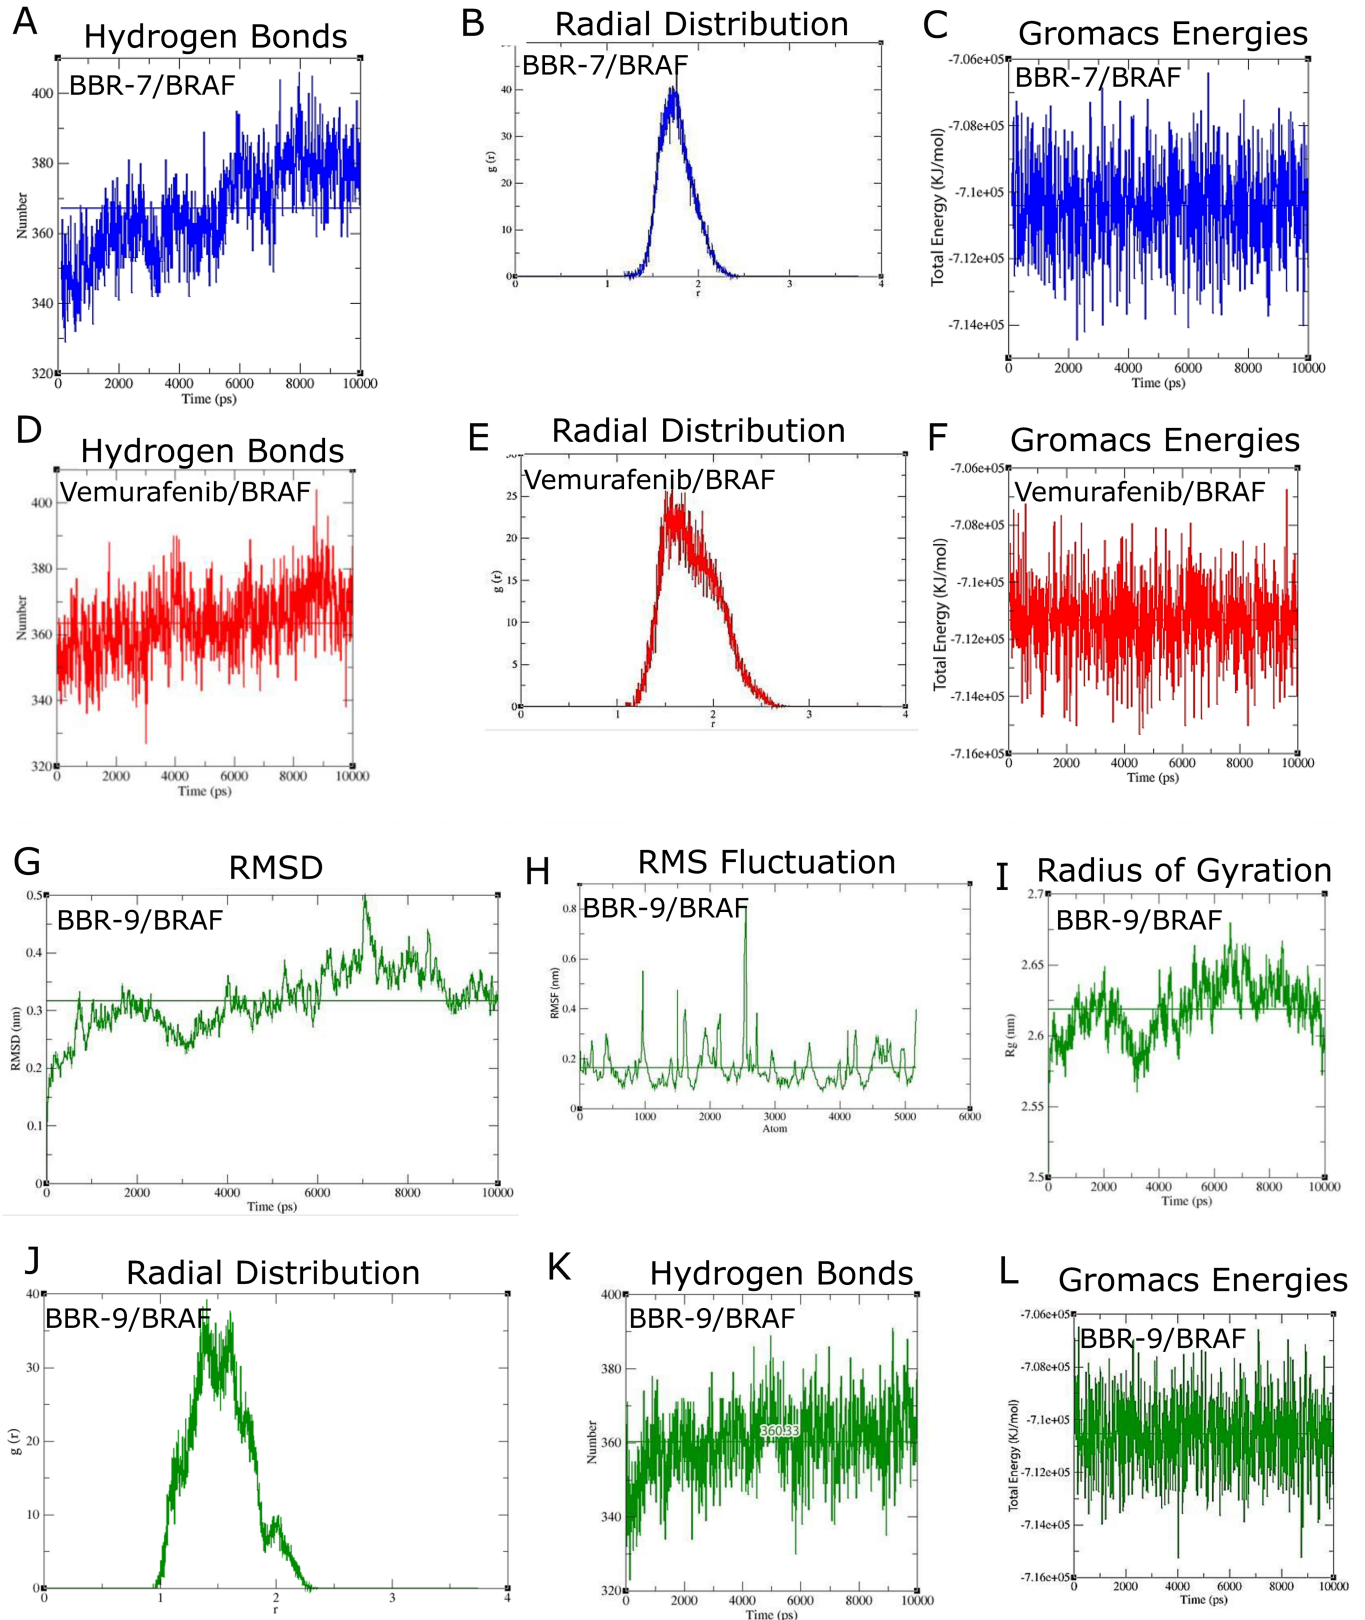 A
Hydrogen Bonds
BBR-7/BRAF
400
380
360
340
320
Number
0 2000 4000 6000 8000 10000
Time (ps)
B
Radial Distribution
BBR-7/BRAF
40
30
20
10
0
g (r)
0 1 2 3 4
r
C
Gromacs Energies
BBR-7/BRAF
-7.06e+05
-7.08e+05
-7.1e+05
-7.12e+05
-7.14e+05
Total Energy (KJ/mol)
0 2000 4000 6000 8000 10000
Time (ps)
D
Hydrogen Bonds
Vemurafenib/BRAF
400
380
360
340
320
Number
0 2000 4000 6000 8000 10000
Time (ps)
E
Radial Distribution
Vemurafenib/BRAF
25
20
15
10
5
0
g (r)
0 1 2 3 4
r
F
Gromacs Energies
Vemurafenib/BRAF
-7.06e+05
-7.08e+05
-7.1e+05
-7.12e+05
-7.14e+05
-7.16e+05
Total Energy (KJ/mol)
0 2000 4000 6000 8000 10000
Time (ps)
G
RMSD
BBR-9/BRAF
0.5
0.4
0.3
0.2
0.1
0
RMSD (nm)
0 2000 4000 6000 8000 10000
Time (ps)
H
RMS Fluctuation
BBR-9/BRAF
0.8
0.6
0.4
0.2
0
RMSF (nm)
0 1000 2000 3000 4000 5000 6000
Atom
I
Radius of Gyration
BBR-9/BRAF
2.7
2.65
2.6
2.55
2.5
Rg (nm)
0 2000 4000 6000 8000 10000
Time (ps)
J
Radial Distribution
BBR-9/BRAF
40
30
20
10
0
g (r)
0 1 2 3 4
r
K
Hydrogen Bonds
BBR-9/BRAF
400
380
360
340
320
Number
360.33
0 2000 4000 6000 8000 10000
Time (ps)
L
Gromacs Energies
BBR-9/BRAF
-7.06e+05
-7.08e+05
-7.1e+05
-7.12e+05
-7.14e+05
-7.16e+05
Total Energy (KJ/mol)
0 2000 4000 6000 8000 10000
Time (ps)